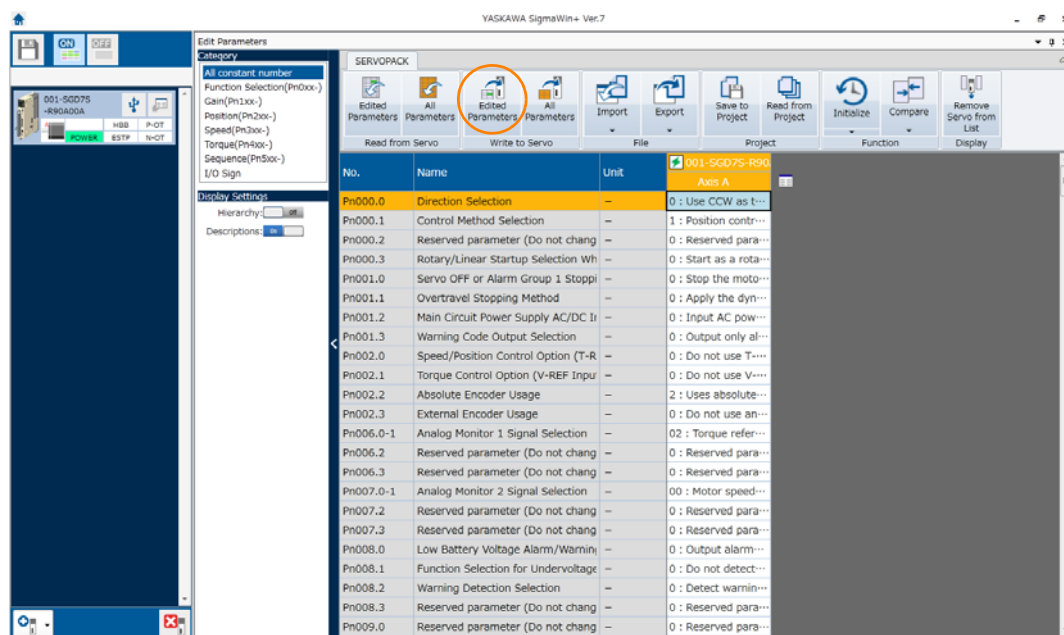 YASKAWA SigmaWin+ Ver.7
ON
OFF
001-SGD7S
-R90A00A
HBB P-OT
POWER ESTP N-OT
Edit Parameters
Category
All constant number
Function Selection(Pn0xx-)
Gain(Pn1xx-)
Position(Pn2xx-)
Speed(Pn3xx-)
Torque(Pn4xx-)
Sequence(Pn5xx-)
I/O Sign
Display Settings
Hierarchy: Off
Descriptions: On
SERVOPACK
Edited Parameters
All Parameters
Read from Servo
Edited Parameters
All Parameters
Write to Servo
Import
Export
File
Save to Project
Read from Project
Project
Initialize
Compare
Function
Remove Servo from List
Display
No. Name Unit 001-SGD7S-R90
Axis A
Pn000.0 Direction Selection – 0 : Use CCW as t···
Pn000.1 Control Method Selection – 1 : Position contr···
Pn000.2 Reserved parameter (Do not chang – 0 : Reserved para···
Pn000.3 Rotary/Linear Startup Selection Wh – 0 : Start as a rota···
Pn001.0 Servo OFF or Alarm Group 1 Stoppi – 0 : Stop the moto···
Pn001.1 Overtravel Stopping Method – 0 : Apply the dyn···
Pn001.2 Main Circuit Power Supply AC/DC I – 0 : Input AC pow···
Pn001.3 Warning Code Output Selection – 0 : Output only al···
Pn002.0 Speed/Position Control Option (T-R – 0 : Do not use T-···
Pn002.1 Torque Control Option (V-REF Inpu – 0 : Do not use V-···
Pn002.2 Absolute Encoder Usage – 2 : Uses absolute···
Pn002.3 External Encoder Usage – 0 : Do not use an···
Pn006.0-1 Analog Monitor 1 Signal Selection – 02 : Torque refer···
Pn006.2 Reserved parameter (Do not chang – 0 : Reserved para···
Pn006.3 Reserved parameter (Do not chang – 0 : Reserved para···
Pn007.0-1 Analog Monitor 2 Signal Selection – 00 : Motor speed···
Pn007.2 Reserved parameter (Do not chang – 0 : Reserved para···
Pn007.3 Reserved parameter (Do not chang – 0 : Reserved para···
Pn008.0 Low Battery Voltage Alarm/Warnin – 0 : Output alarm···
Pn008.1 Function Selection for Undervoltage – 0 : Do not detect···
Pn008.2 Warning Detection Selection – 0 : Detect warnin···
Pn008.3 Reserved parameter (Do not chang – 0 : Reserved para···
Pn009.0 Reserved parameter (Do not chang – 0 : Reserved para···